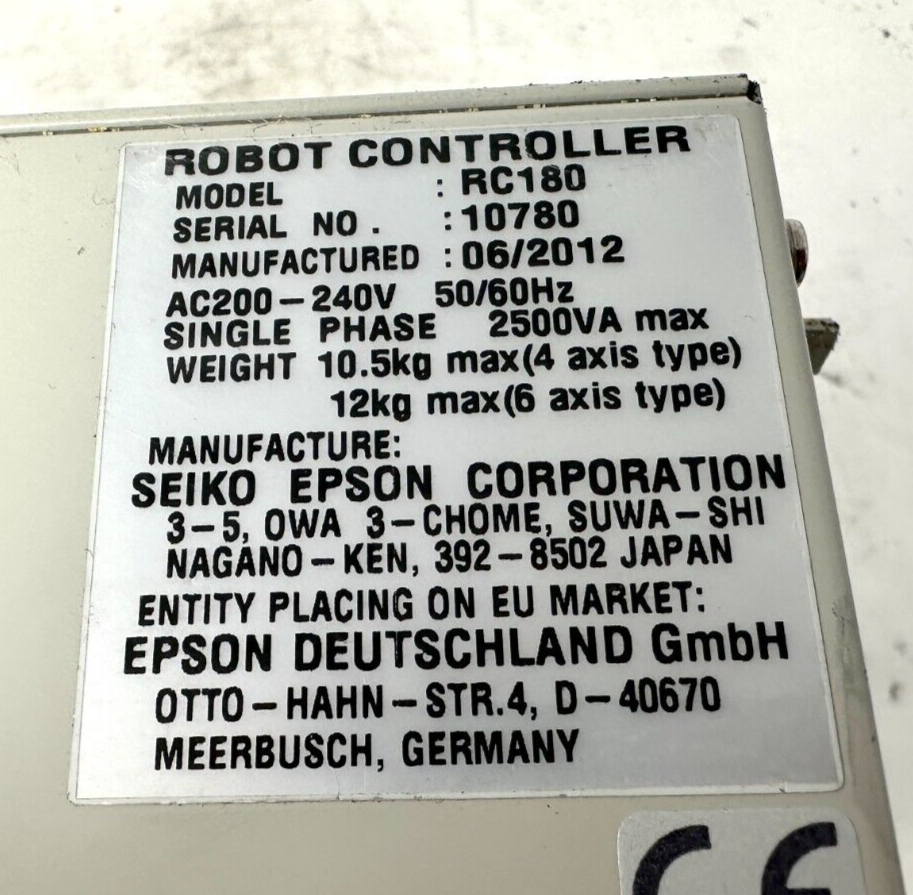 ROBOT CONTROLLER
MODEL : RC180
SERIAL NO. : 10780
MANUFACTURED : 06/2012
AC200-240V 50/60Hz
SINGLE PHASE 2500VA max
WEIGHT 10.5kg max(4 axis type)
12kg max(6 axis type)
MANUFACTURE:
SEIKO EPSON CORPORATION
3-5, OWA 3-CHOME, SUWA-SHI
NAGANO-KEN, 392-8502 JAPAN
ENTITY PLACING ON EU MARKET:
EPSON DEUTSCHLAND GmbH
OTTO-HAHN-STR.4, D-40670
MEERBUSCH, GERMANY
CE